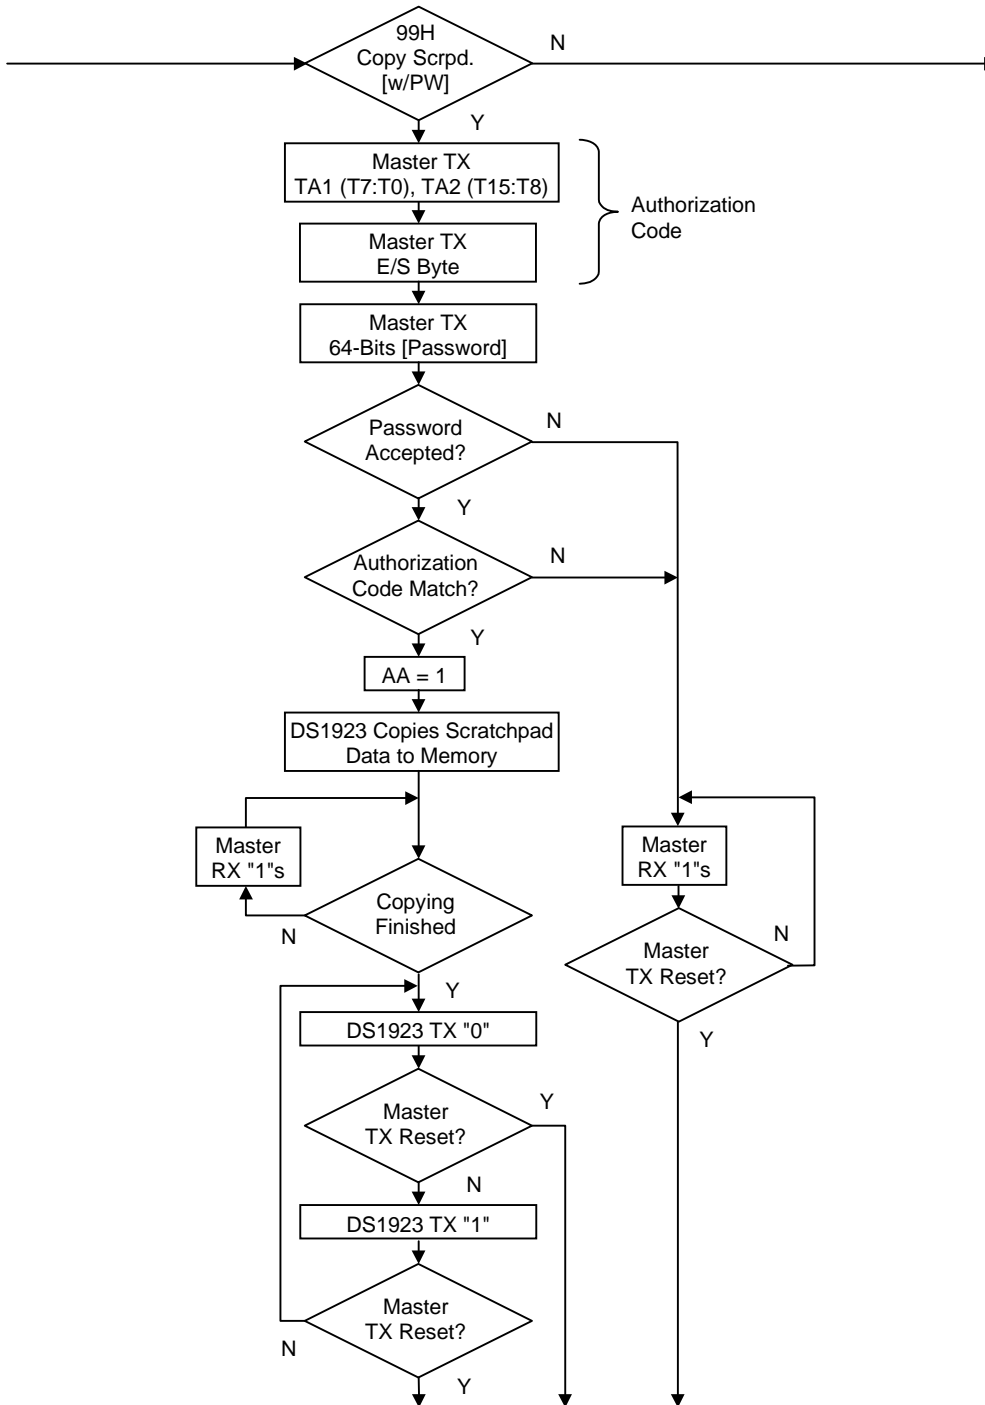 99H
Copy Scrpd.
[w/PW]
N
Y
Master TX
TA1 (T7:T0), TA2 (T15:T8)
Authorization
Code
Master TX
E/S Byte
Master TX
64-Bits [Password]
Password
Accepted?
N
Y
Authorization
Code Match?
N
Y
AA = 1
DS1923 Copies Scratchpad
Data to Memory
Master
RX "1"s
Master
RX "1"s
Copying
Finished
N
Y
Master
TX Reset?
N
Y
DS1923 TX "0"
Master
TX Reset?
Y
N
DS1923 TX "1"
Master
TX Reset?
N
Y